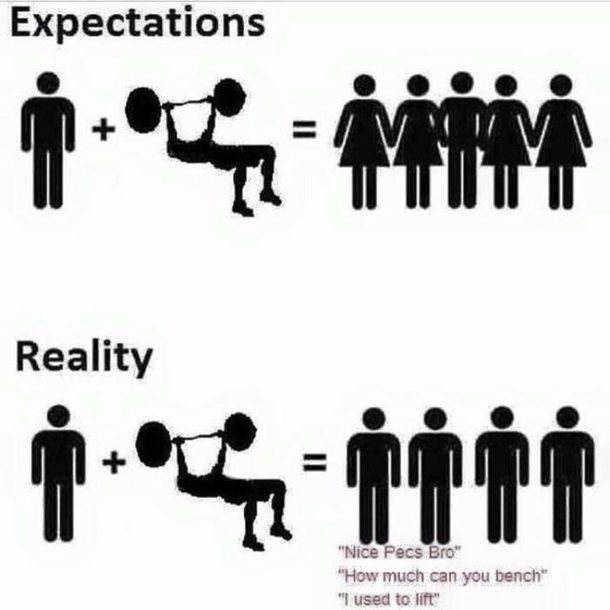 Expectations
+ =
Reality
+ =
"Nice Pecs Bro"
"How much can you bench"
"I used to lift"